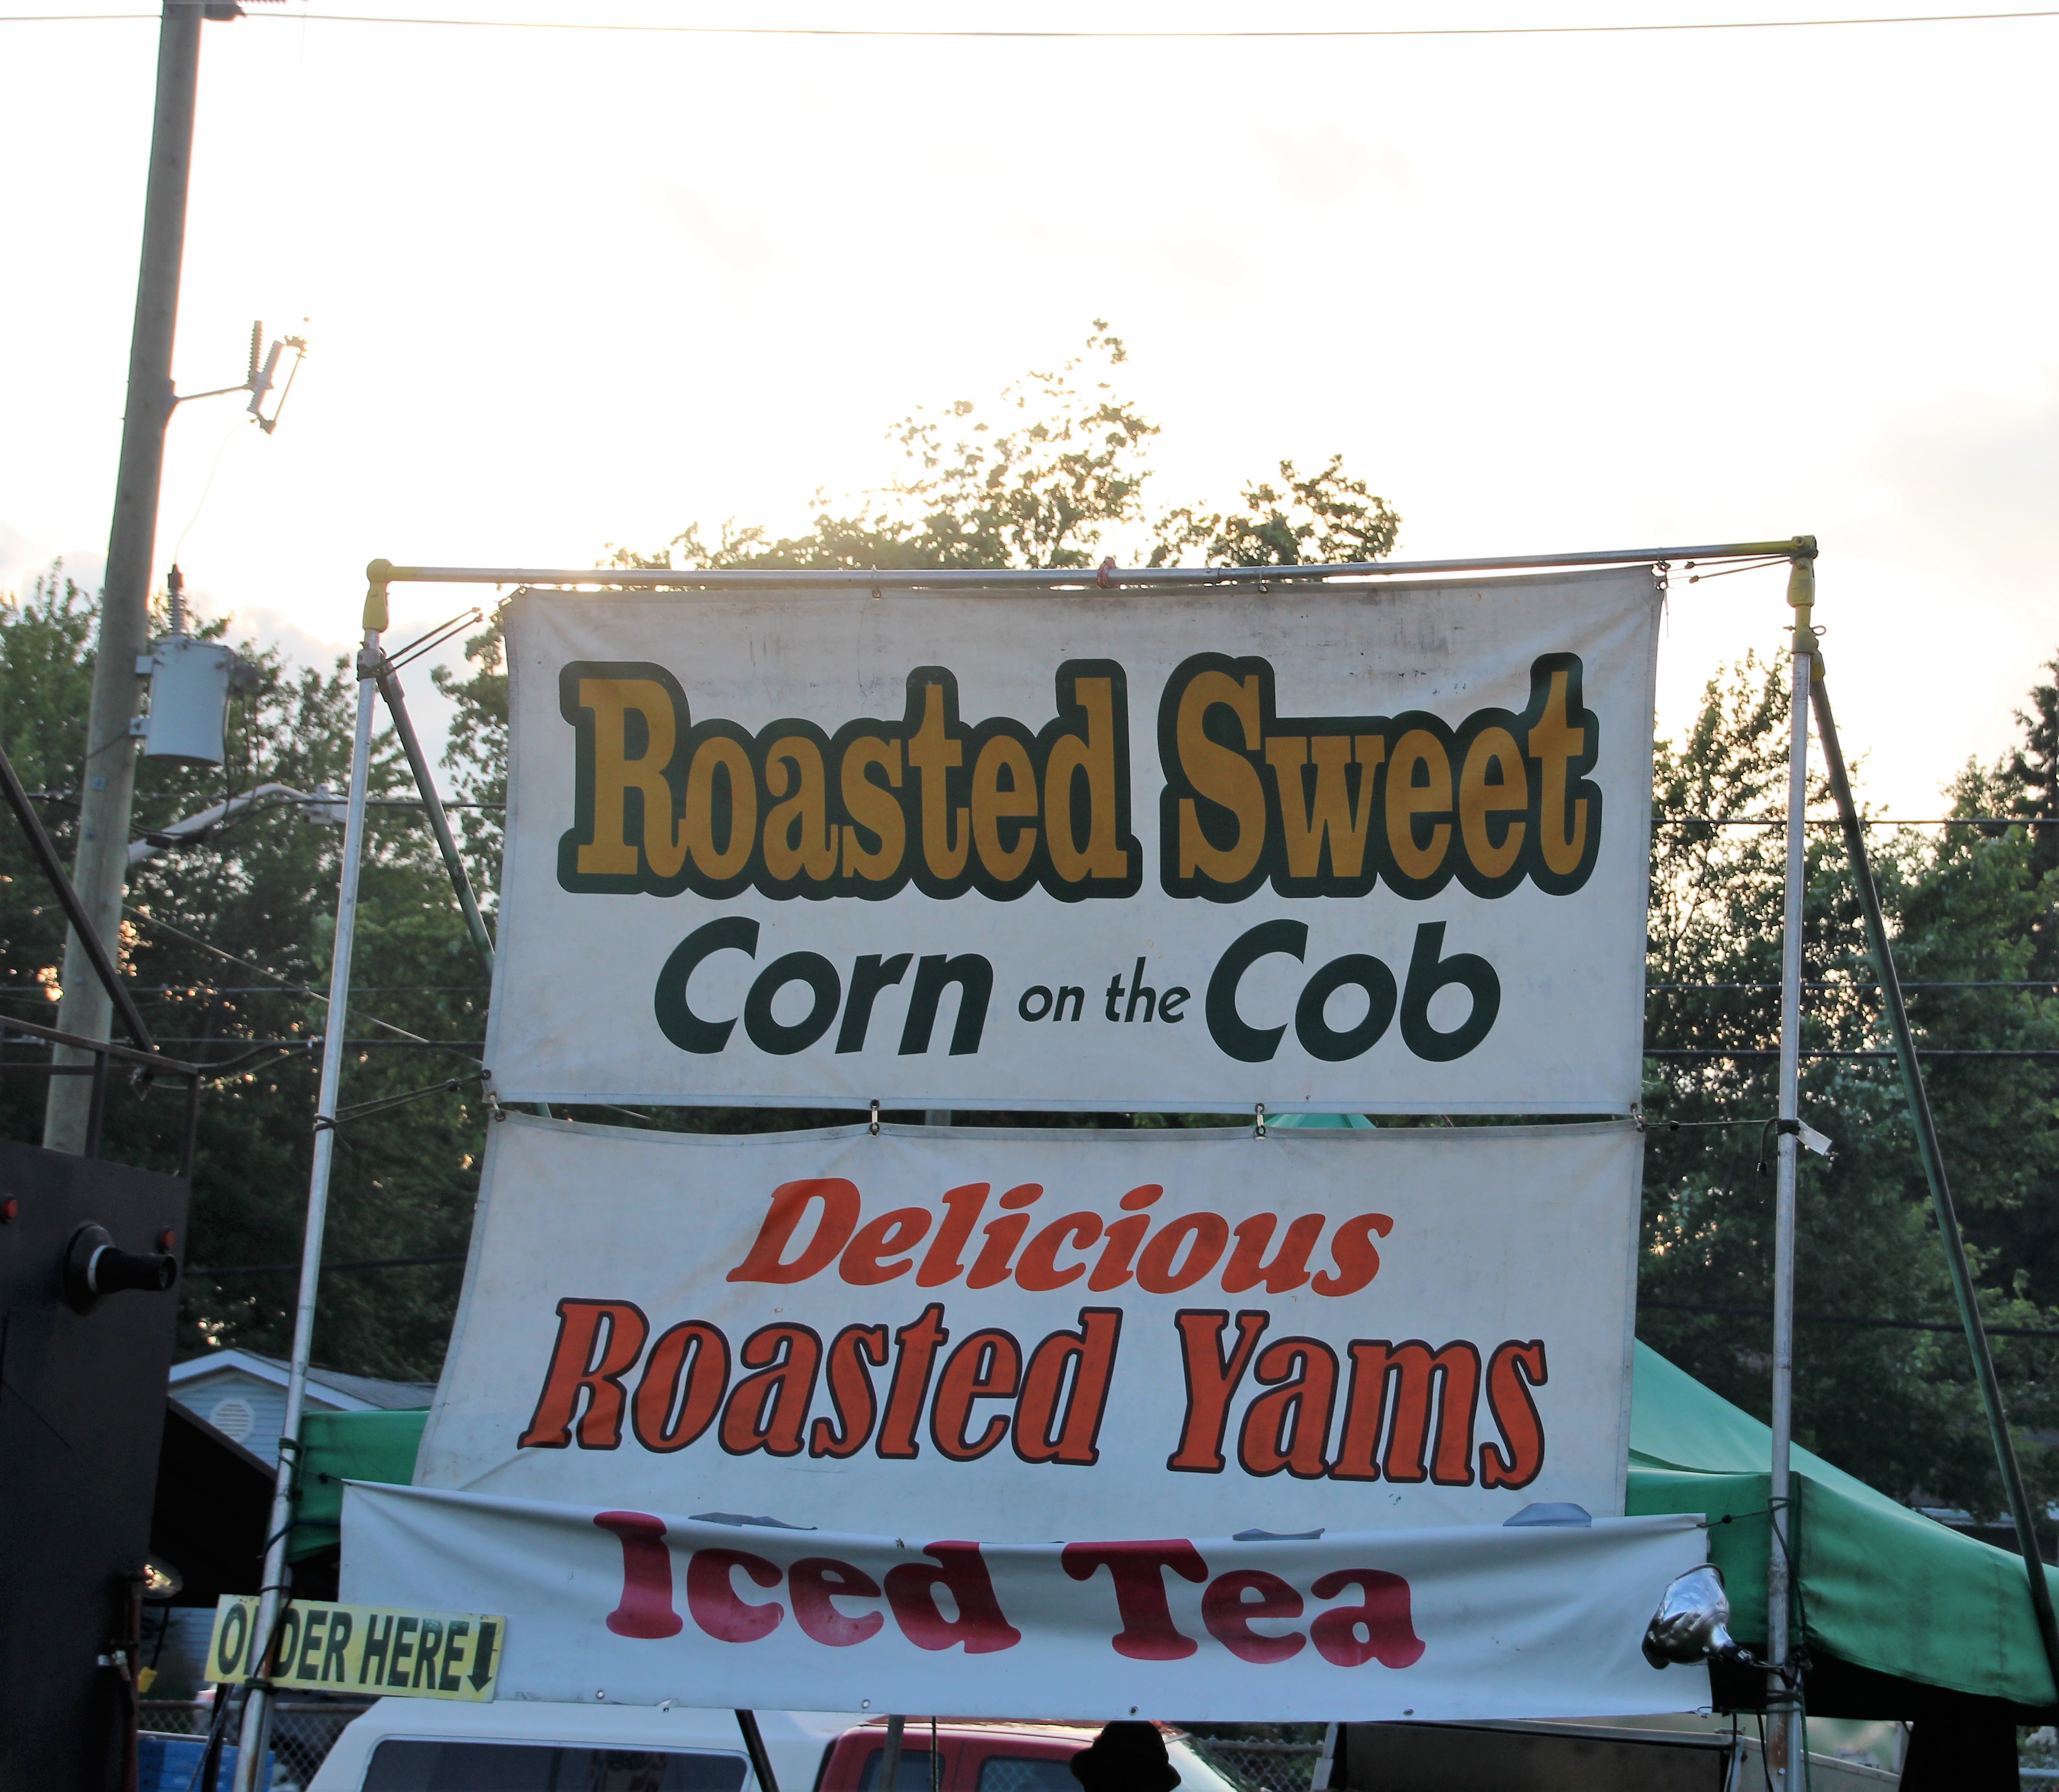 Roasted Sweet
Corn on the Cob
Delicious
Roasted Yams
Iced Tea
ORDER HERE